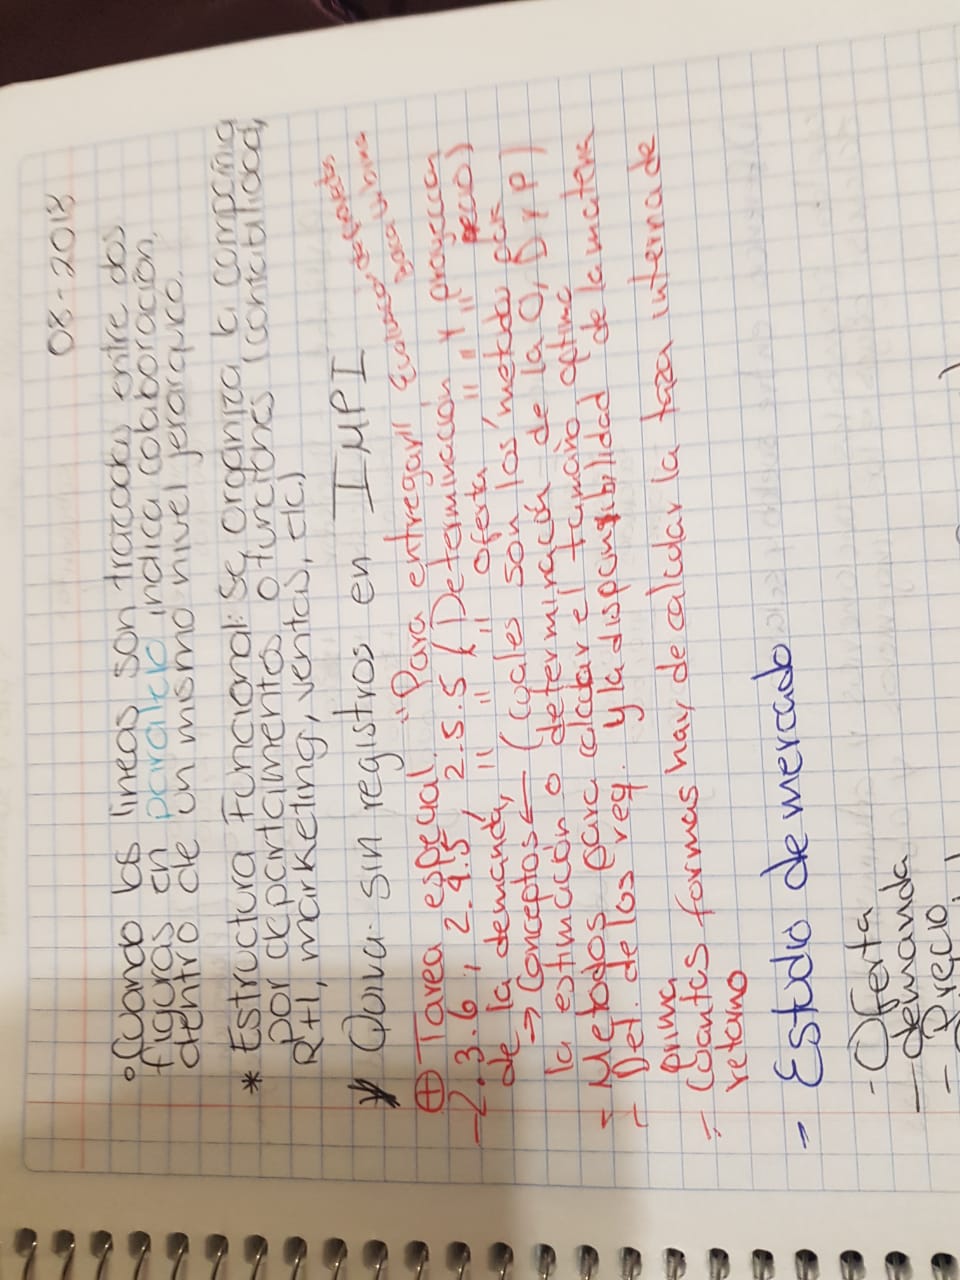 08-2018
Cuando las líneas son trazadas entre dos
figuras en paralelo indica colaboración
dentro de un mismo nivel jerarquico.
* Estructura Funcional: Se organiza la compañia
por departamentos o funciones (contabilidad,
R+I, marketing, ventas, etc.)
sin registros en IMPI
Tarea especial. "Para entregar" Evaluacion de proyectos
Baca Urbina
- 2.3.6, 2.4.5, 2.5.5 (Determinación y proyeccion
de la demanda, " " " oferta, " " " precio)
→ Conceptos ← (cuales son los metodos para
la estimación o determinación de la O, D y P)
- Metodos para calcular el tamaño optimo
- Det. de los req. y la disponibilidad de la materia
prima
- Cuantas formas hay de calcular la taza interna de
retorno
- Estudio de mercado
- Oferta
- demanda
- Precio